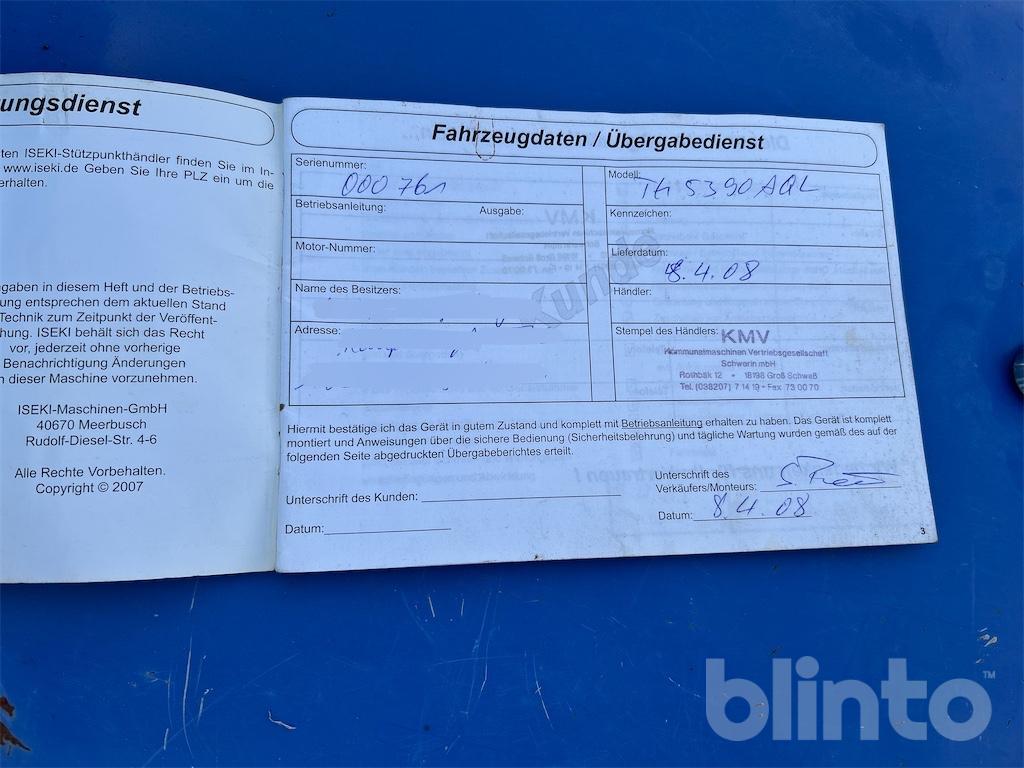 ungsdienst
ten ISEKI-Stützpunkthändler finden Sie im In-
www.iseki.de Geben Sie Ihre PLZ ein um die
erhalten.
gaben in diesem Heft und der Betriebs-
ung entsprechen dem aktuellen Stand
Technik zum Zeitpunkt der Veröffent-
hung. ISEKI behält sich das Recht
vor, jederzeit ohne vorherige
Benachrichtigung Änderungen
n dieser Maschine vorzunehmen.
ISEKI-Maschinen-GmbH
40670 Meerbusch
Rudolf-Diesel-Str. 4-6
Alle Rechte Vorbehalten.
Copyright © 2007
Fahrzeugdaten / Übergabedienst
Serienummer:
000761
Modell:
TH 5390 AQL
Betriebsanleitung: Ausgabe:
Kennzeichen:
Motor-Nummer:
Lieferdatum:
8.4.08
Name des Besitzers:
Händler:
Kunde
Adresse:
Stempel des Händlers:
KMV
Kommunalmaschinen Vertriebsgesellschaft
Schwerin mbH
Rothbäk 12 • 18198 Groß Schwaß
Tel. (038207) 7 14 19 • Fax 73 00 70
Hiermit bestätige ich das Gerät in gutem Zustand und komplett mit Betriebsanleitung erhalten zu haben. Das Gerät ist komplett
montiert und Anweisungen über die sichere Bedienung (Sicherheitsbelehrung) und tägliche Wartung wurden gemäß des auf der
folgenden Seite abgedruckten Übergabeberichtes erteilt.
Unterschrift des Kunden:
Unterschrift des
Verkäufers/Monteurs:
Datum:
Datum: 8.4.08
3
blinto™